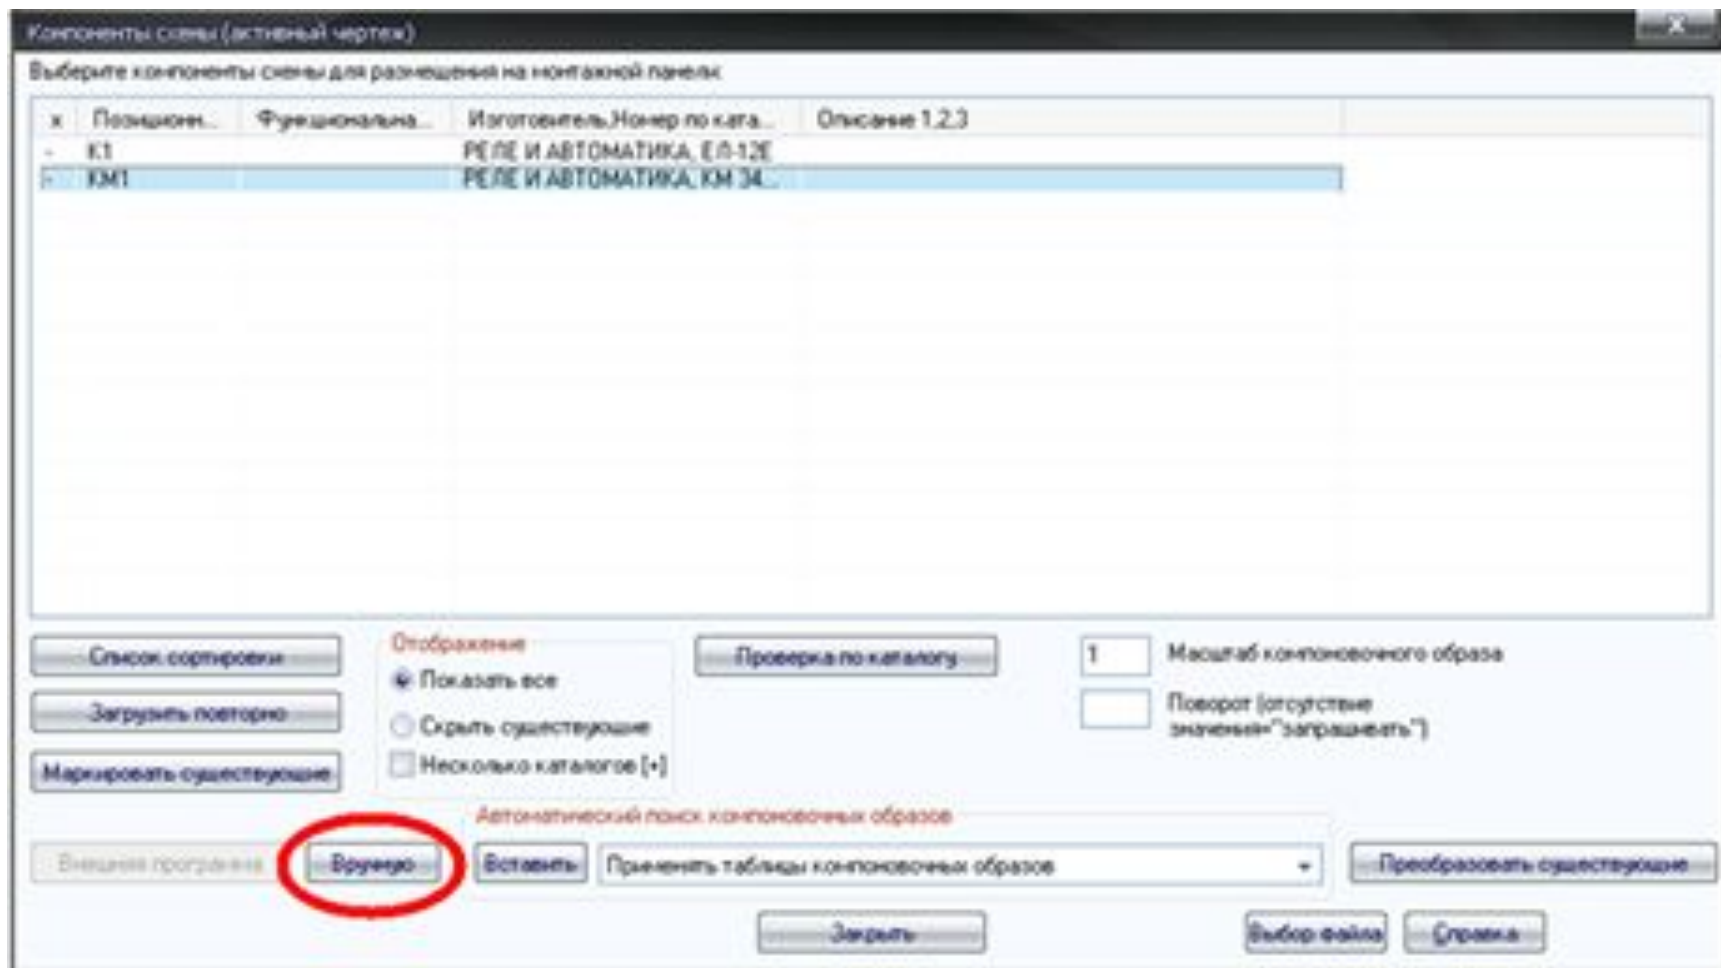 Компоненты схемы (активный чертеж)
Выберите компоненты схемы для размещения на монтажной панели:
x Позиционн... Функциональна... Изготовитель,Номер по ката... Описание 1,2,3
- К1 РЕЛЕ И АВТОМАТИКА, ЕЛ-12Е
- КМ1 РЕЛЕ И АВТОМАТИКА, КМ 34...
Список сортировки
Загрузить повторно
Маркировать существующие
Отображение
Показать все
Скрыть существующие
Несколько каталогов [+]
Проверка по каталогу
1 Масштаб компоновочного образа
Поворот (отсутствие
значения="запрашивать")
Автоматический поиск компоновочных образов
Внешняя программа Вручную Вставить Применять таблицы компоновочных образов Преобразовать существующие
Закрыть Выбор файла Справка